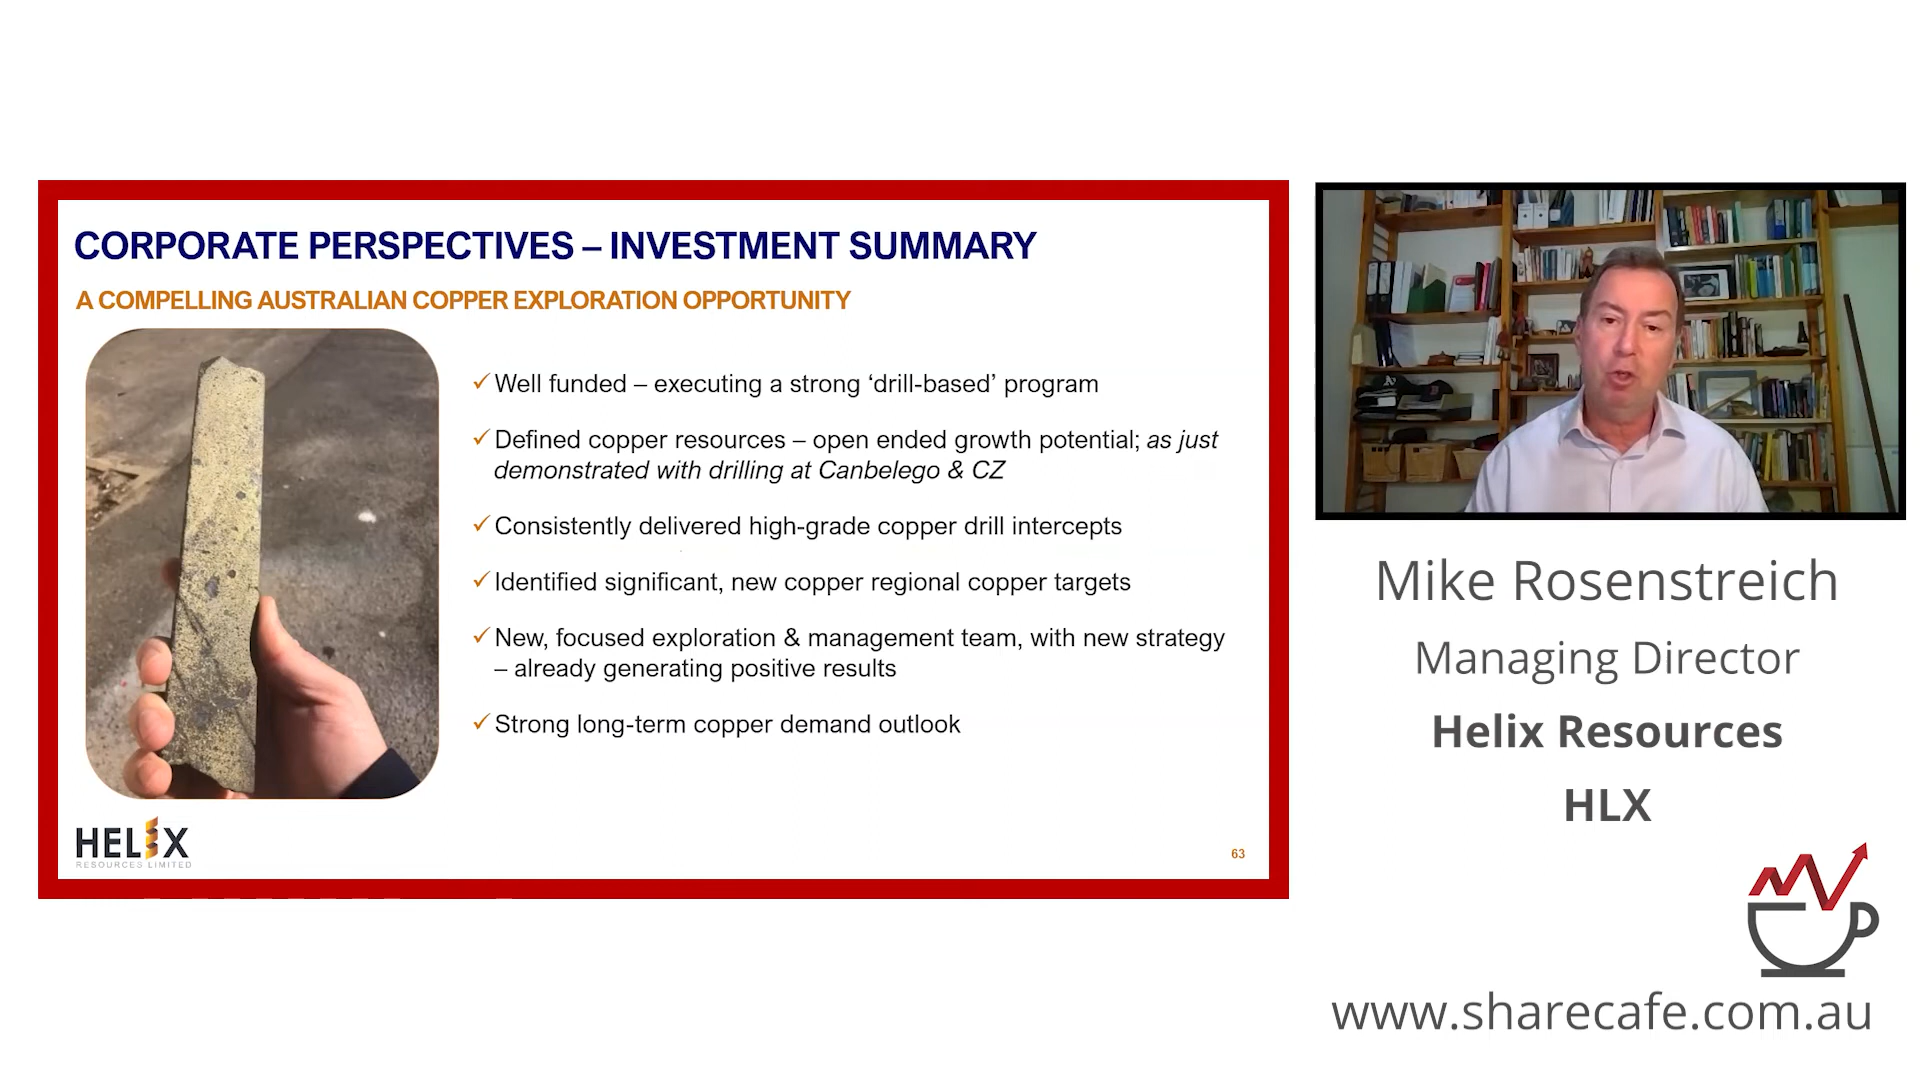 CORPORATE PERSPECTIVES – INVESTMENT SUMMARY
A COMPELLING AUSTRALIAN COPPER EXPLORATION OPPORTUNITY
✓Well funded – executing a strong ‘drill-based’ program
✓Defined copper resources – open ended growth potential; as just
demonstrated with drilling at Canbelego & CZ
✓Consistently delivered high-grade copper drill intercepts
✓Identified significant, new copper regional copper targets
✓New, focused exploration & management team, with new strategy
– already generating positive results
✓Strong long-term copper demand outlook
HELIX
RESOURCES LIMITED
63
Mike Rosenstreich
Managing Director
Helix Resources
HLX
www.sharecafe.com.au